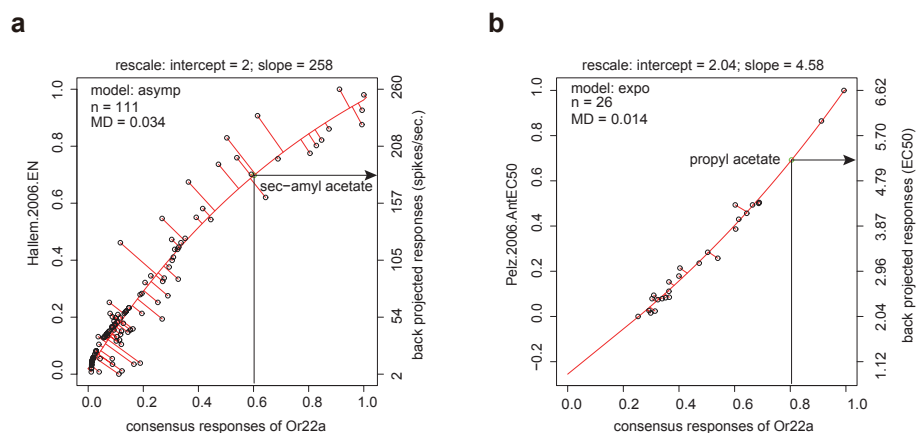 a
rescale: intercept = 2; slope = 258
model: asymp
n = 111
MD = 0.034
sec−amyl acetate
Hallem.2006.EN
0.0 0.2 0.4 0.6 0.8 1.0
back projected responses (spikes/sec.)
2 54 105 157 208 260
0.0 0.2 0.4 0.6 0.8 1.0
consensus responses of Or22a
b
rescale: intercept = 2.04; slope = 4.58
model: expo
n = 26
MD = 0.014
propyl acetate
Pelz.2006.AntEC50
−0.2 0.0 0.2 0.4 0.6 0.8 1.0
back projected responses (EC50)
1.12 2.04 2.96 3.87 4.79 5.70 6.62
0.0 0.2 0.4 0.6 0.8 1.0
consensus responses of Or22a